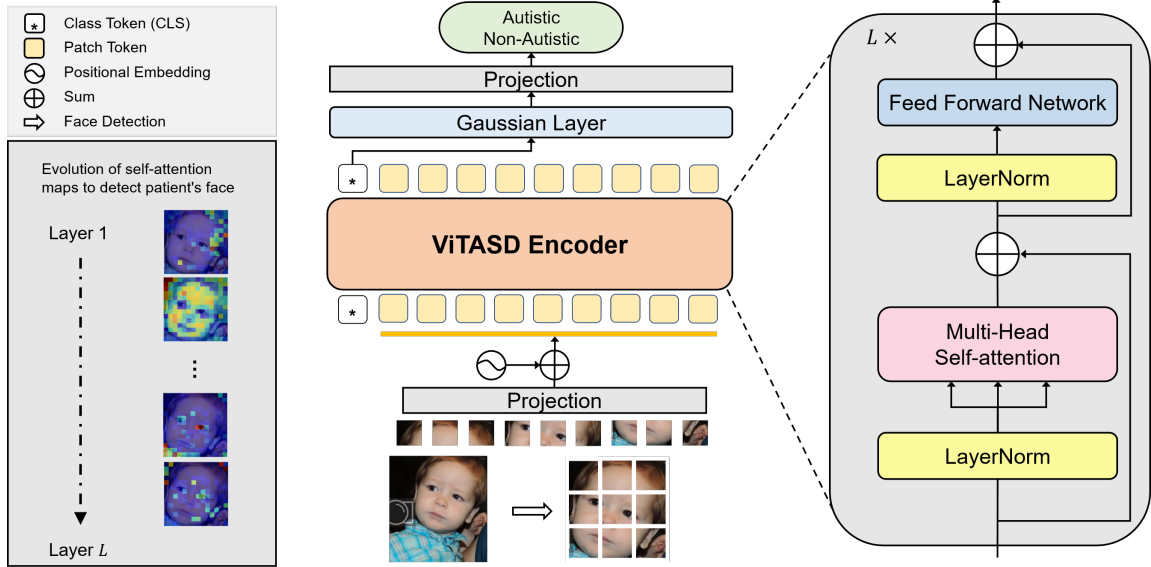 * Class Token (CLS)
Patch Token
Positional Embedding
Sum
Face Detection
Evolution of self-attention
maps to detect patient's face
Layer 1
⋮
Layer L
Autistic
Non-Autistic
Projection
Gaussian Layer
*
ViTASD Encoder
*
Projection
L ×
Feed Forward Network
LayerNorm
Multi-Head
Self-attention
LayerNorm